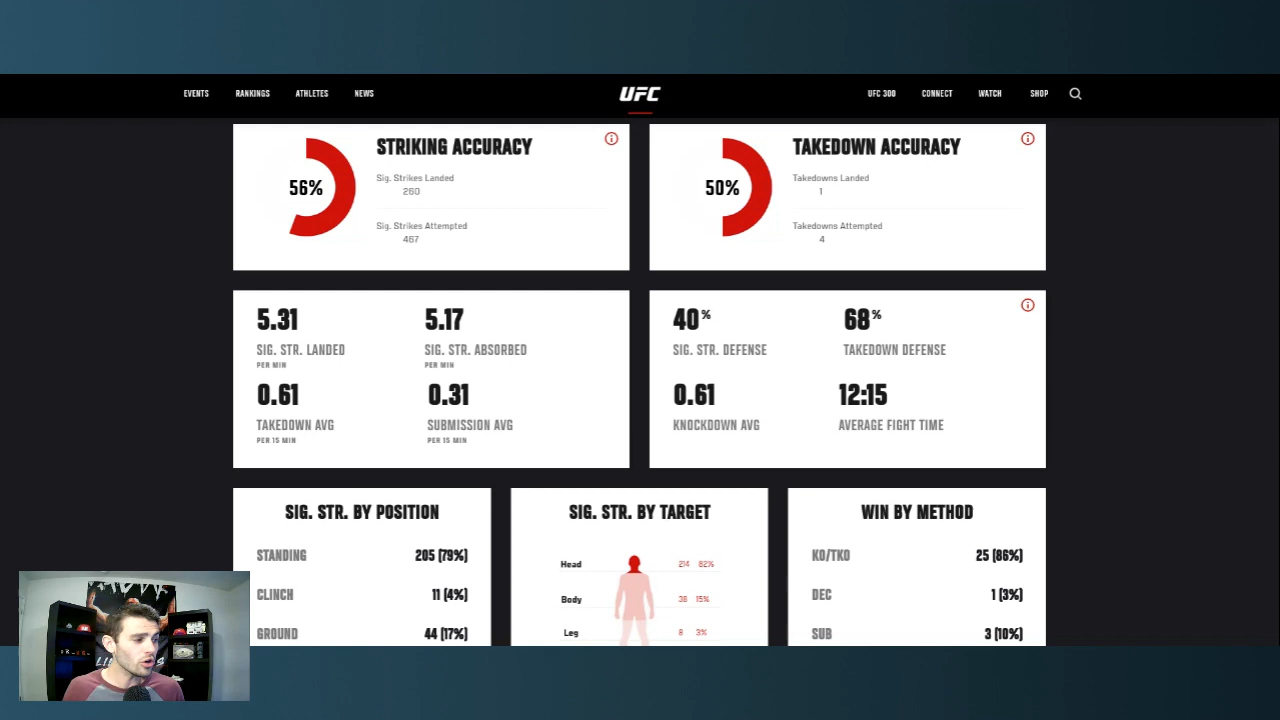 EVENTS RANKINGS ATHLETES NEWS UFC UFC 300 CONNECT WATCH SHOP
STRIKING ACCURACY
56%
Sig. Strikes Landed
260
Sig. Strikes Attempted
467
TAKEDOWN ACCURACY
50%
Takedowns Landed
1
Takedowns Attempted
4
5.31 5.17
SIG. STR. LANDED SIG. STR. ABSORBED
PER MIN PER MIN
0.61 0.31
TAKEDOWN AVG SUBMISSION AVG
PER 15 MIN PER 15 MIN
40% 68%
SIG. STR. DEFENSE TAKEDOWN DEFENSE
0.61 12:15
KNOCKDOWN AVG AVERAGE FIGHT TIME
SIG. STR. BY POSITION
STANDING 205 (79%)
CLINCH 11 (4%)
GROUND 44 (17%)
SIG. STR. BY TARGET
Head 214 82%
Body 38 15%
Leg 8 3%
WIN BY METHOD
KO/TKO 25 (86%)
DEC 1 (3%)
SUB 3 (10%)